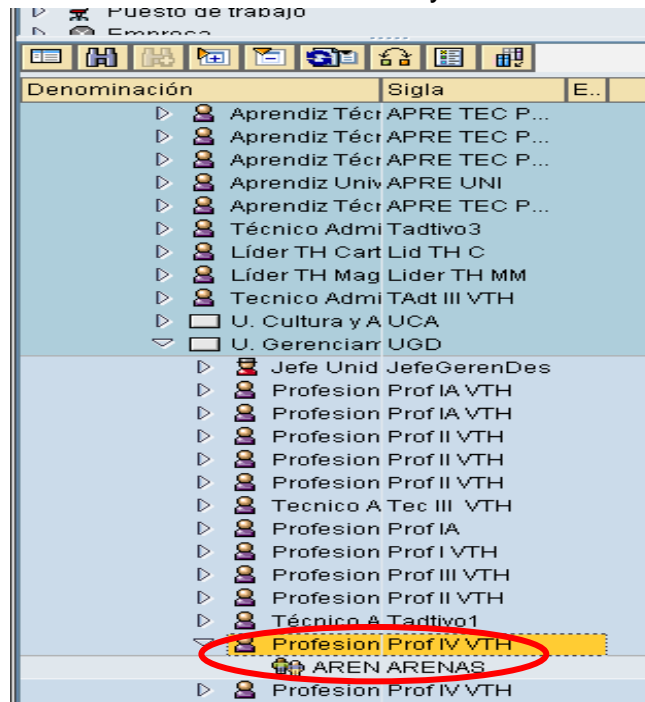 Puesto de trabajo
Empresa
Denominación Sigla E..
Aprendiz Técr APRE TEC P...
Aprendiz Técr APRE TEC P...
Aprendiz Técr APRE TEC P...
Aprendiz Univ APRE UNI
Aprendiz Técr APRE TEC P...
Técnico Admi Tadtivo3
Líder TH Cart Lid TH C
Líder TH Mag Lider TH MM
Tecnico Admi TAdt III VTH
U. Cultura y A UCA
U. Gerenciam UGD
Jefe Unid JefeGerenDes
Profesion Prof IA VTH
Profesion Prof IA VTH
Profesion Prof II VTH
Profesion Prof II VTH
Profesion Prof II VTH
Tecnico A Tec III VTH
Profesion Prof IA
Profesion Prof I VTH
Profesion Prof III VTH
Profesion Prof II VTH
Técnico A Tadtivo1
Profesion Prof IV VTH
AREN ARENAS
Profesion Prof IV VTH